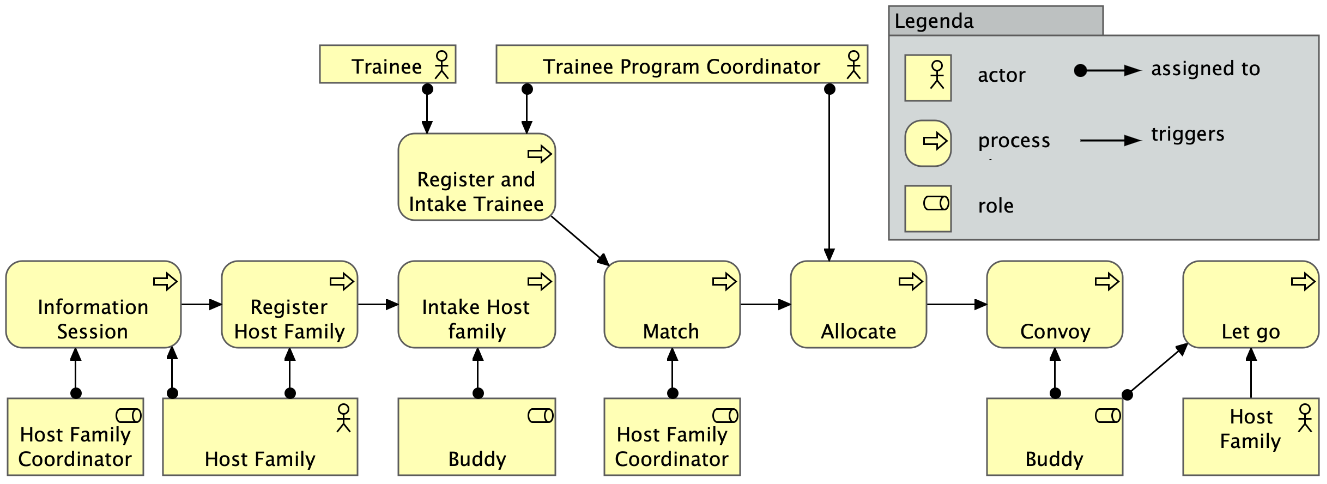 Legenda
Trainee
Trainee Program Coordinator
actor
assigned to
process
triggers
role
Register and
Intake Trainee
Information
Session
Register
Host Family
Intake Host
family
Match
Allocate
Convoy
Let go
Host Family
Coordinator
Host Family
Buddy
Host Family
Coordinator
Buddy
Host
Family